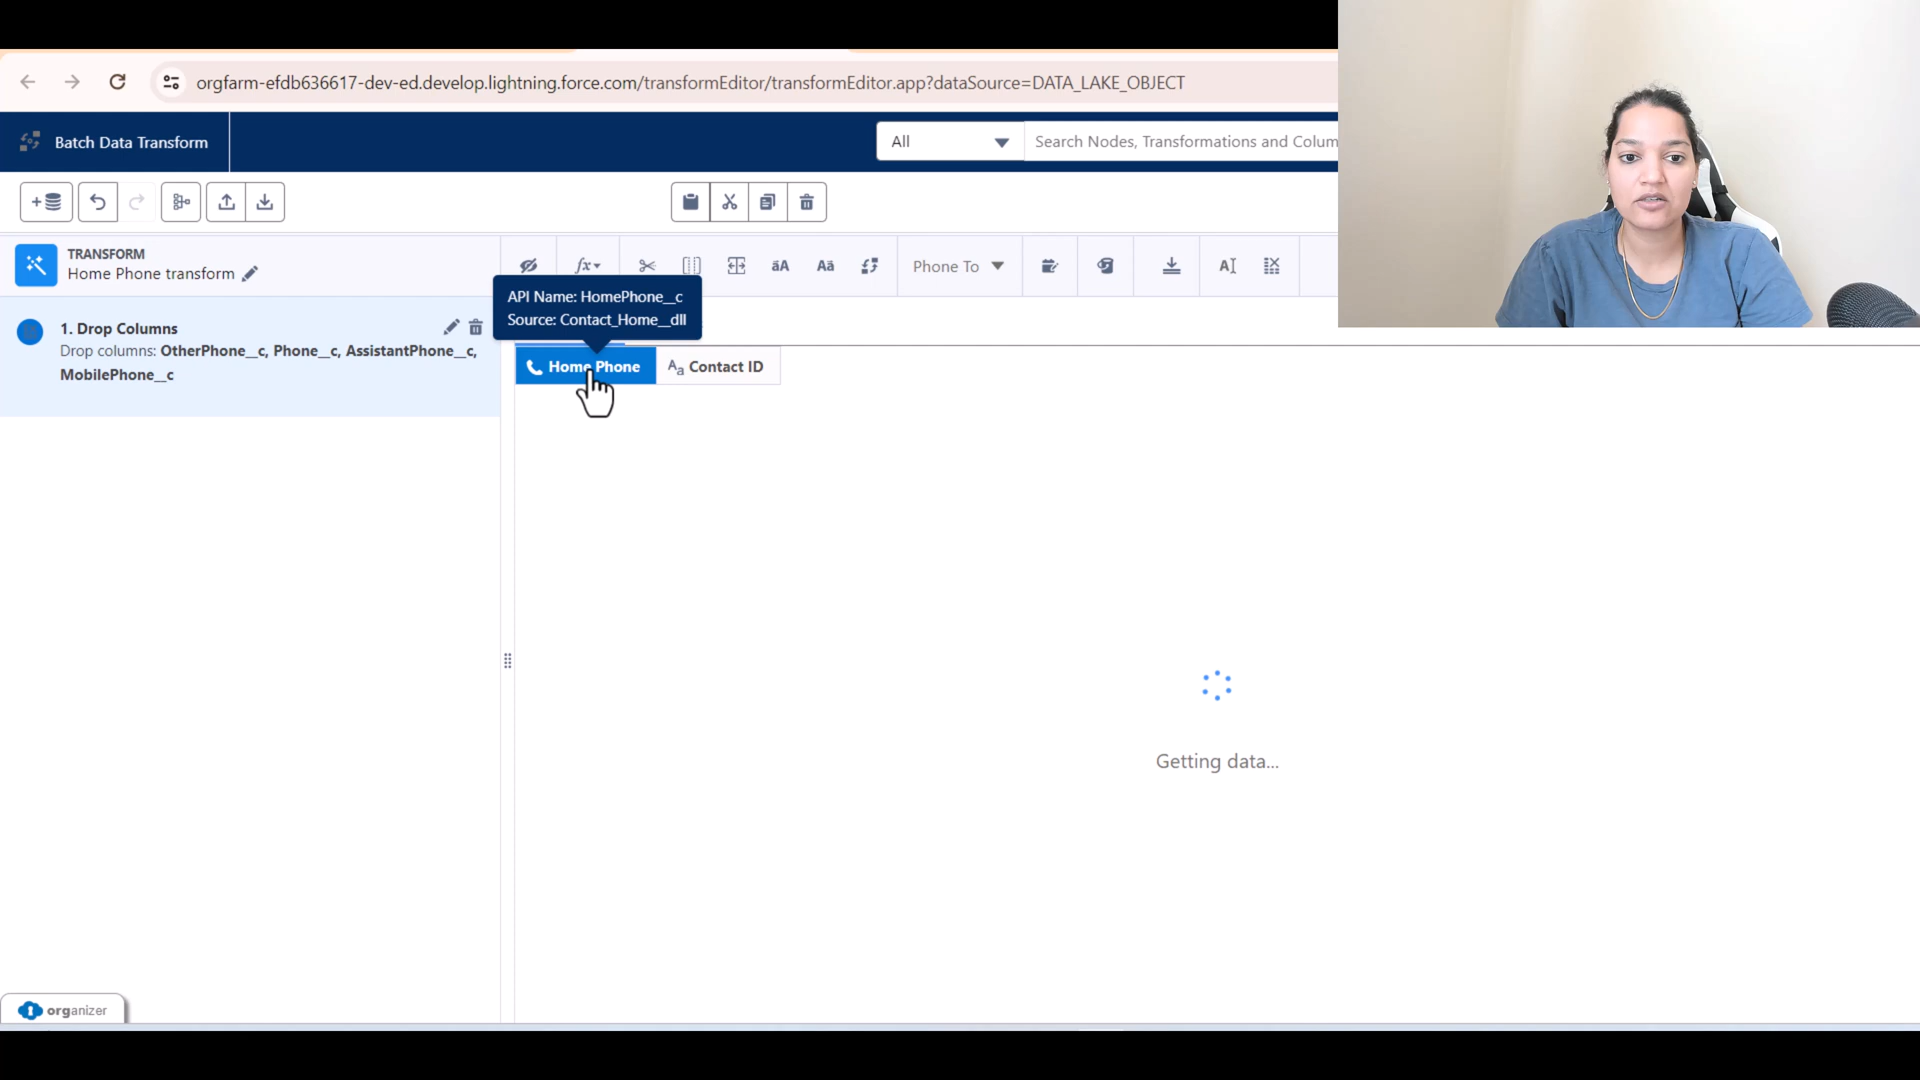 orgfarm-efdb636617-dev-ed.develop.lightning.force.com/transformEditor/transformEditor.app?dataSource=DATA_LAKE_OBJECT
Batch Data Transform
All
Search Nodes, Transformations and Colum
TRANSFORM
Home Phone transform
fx
Phone To
API Name: HomePhone__c
Source: Contact_Home__dll
1. Drop Columns
Drop columns: OtherPhone__c, Phone__c, AssistantPhone__c,
MobilePhone__c
Home Phone
Contact ID
Getting data...
organizer